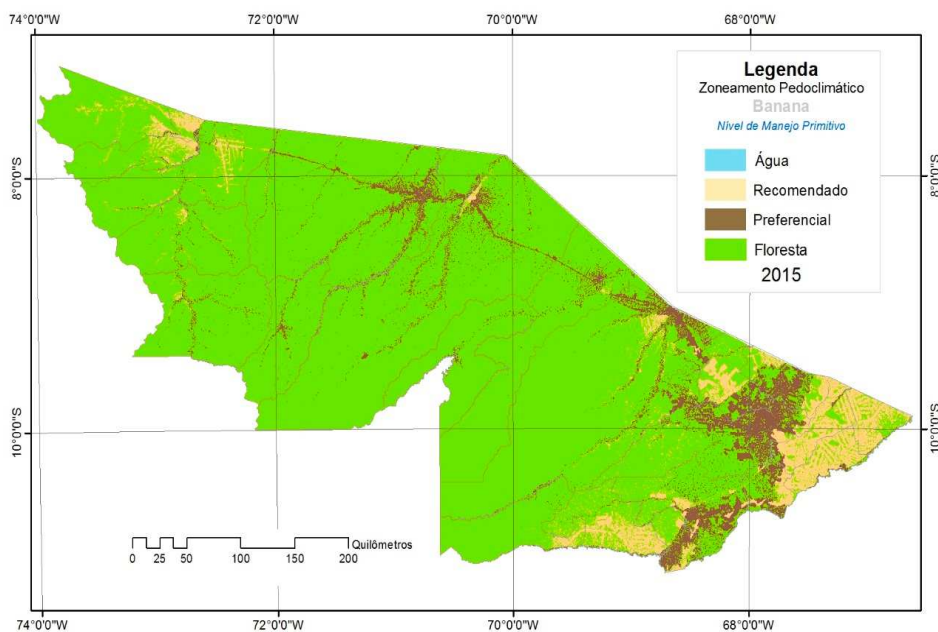 74°0'0"W 72°0'0"W 70°0'0"W 68°0'0"W
Legenda
Zoneamento Pedoclimático
Banana
Nível de Manejo Primitivo
Água
Recomendado
Preferencial
Floresta
2015
8°0'0"S 8°0'0"S
10°0'0"S 10°0'0"S
Quilômetros
0 25 50 100 150 200
74°0'0"W 72°0'0"W 70°0'0"W 68°0'0"W